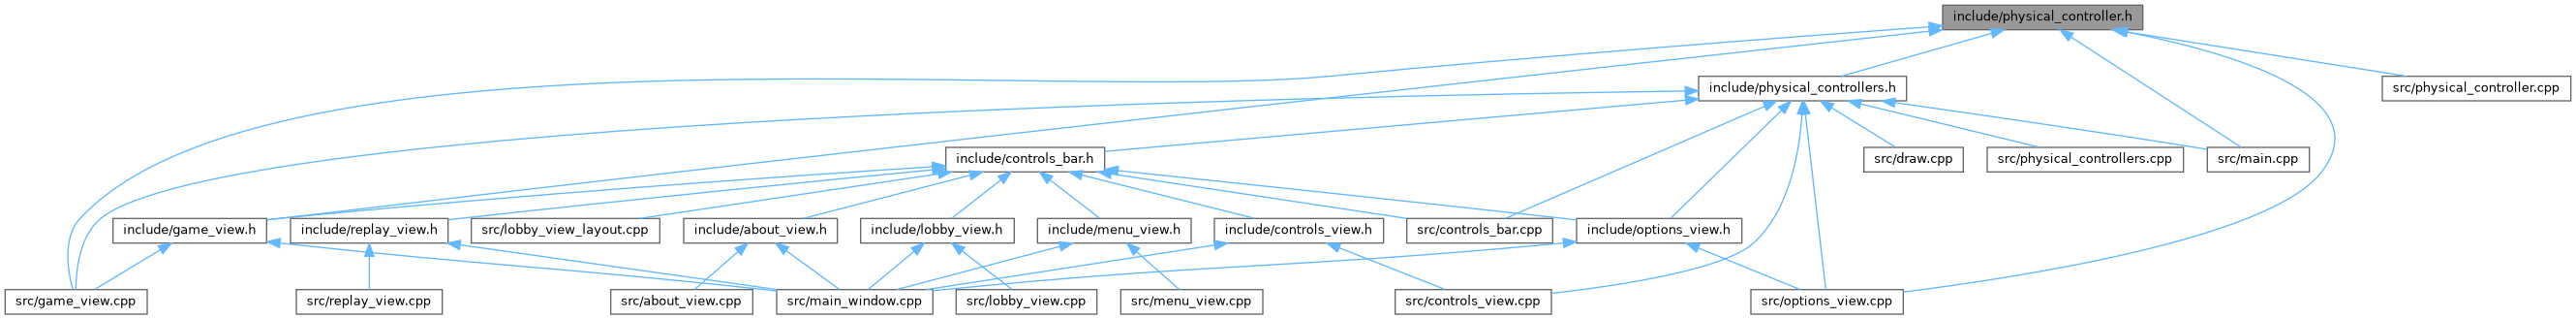 include/physical_controller.h
include/physical_controllers.h
src/physical_controller.cpp
include/controls_bar.h
src/draw.cpp
src/physical_controllers.cpp
src/main.cpp
include/game_view.h
include/replay_view.h
src/lobby_view_layout.cpp
include/about_view.h
include/lobby_view.h
include/menu_view.h
include/controls_view.h
src/controls_bar.cpp
include/options_view.h
src/game_view.cpp
src/replay_view.cpp
src/about_view.cpp
src/main_window.cpp
src/lobby_view.cpp
src/menu_view.cpp
src/controls_view.cpp
src/options_view.cpp